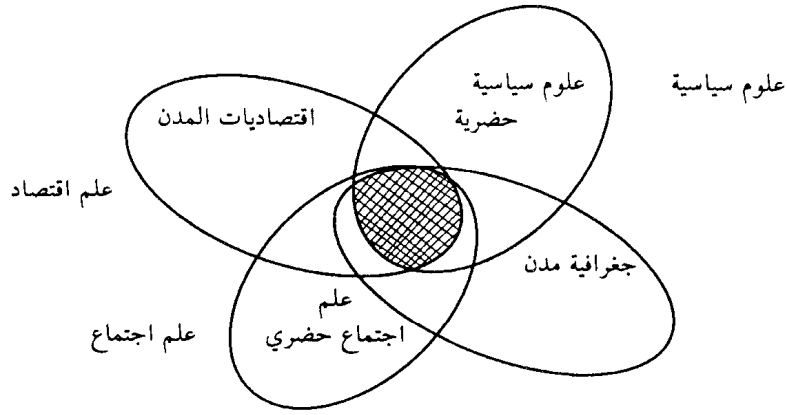 علوم سياسية
علوم سياسية
حضرية
اقتصاديات المدن
علم اقتصاد
جغرافية مدن
علم
اجتماع حضري
علم اجتماع